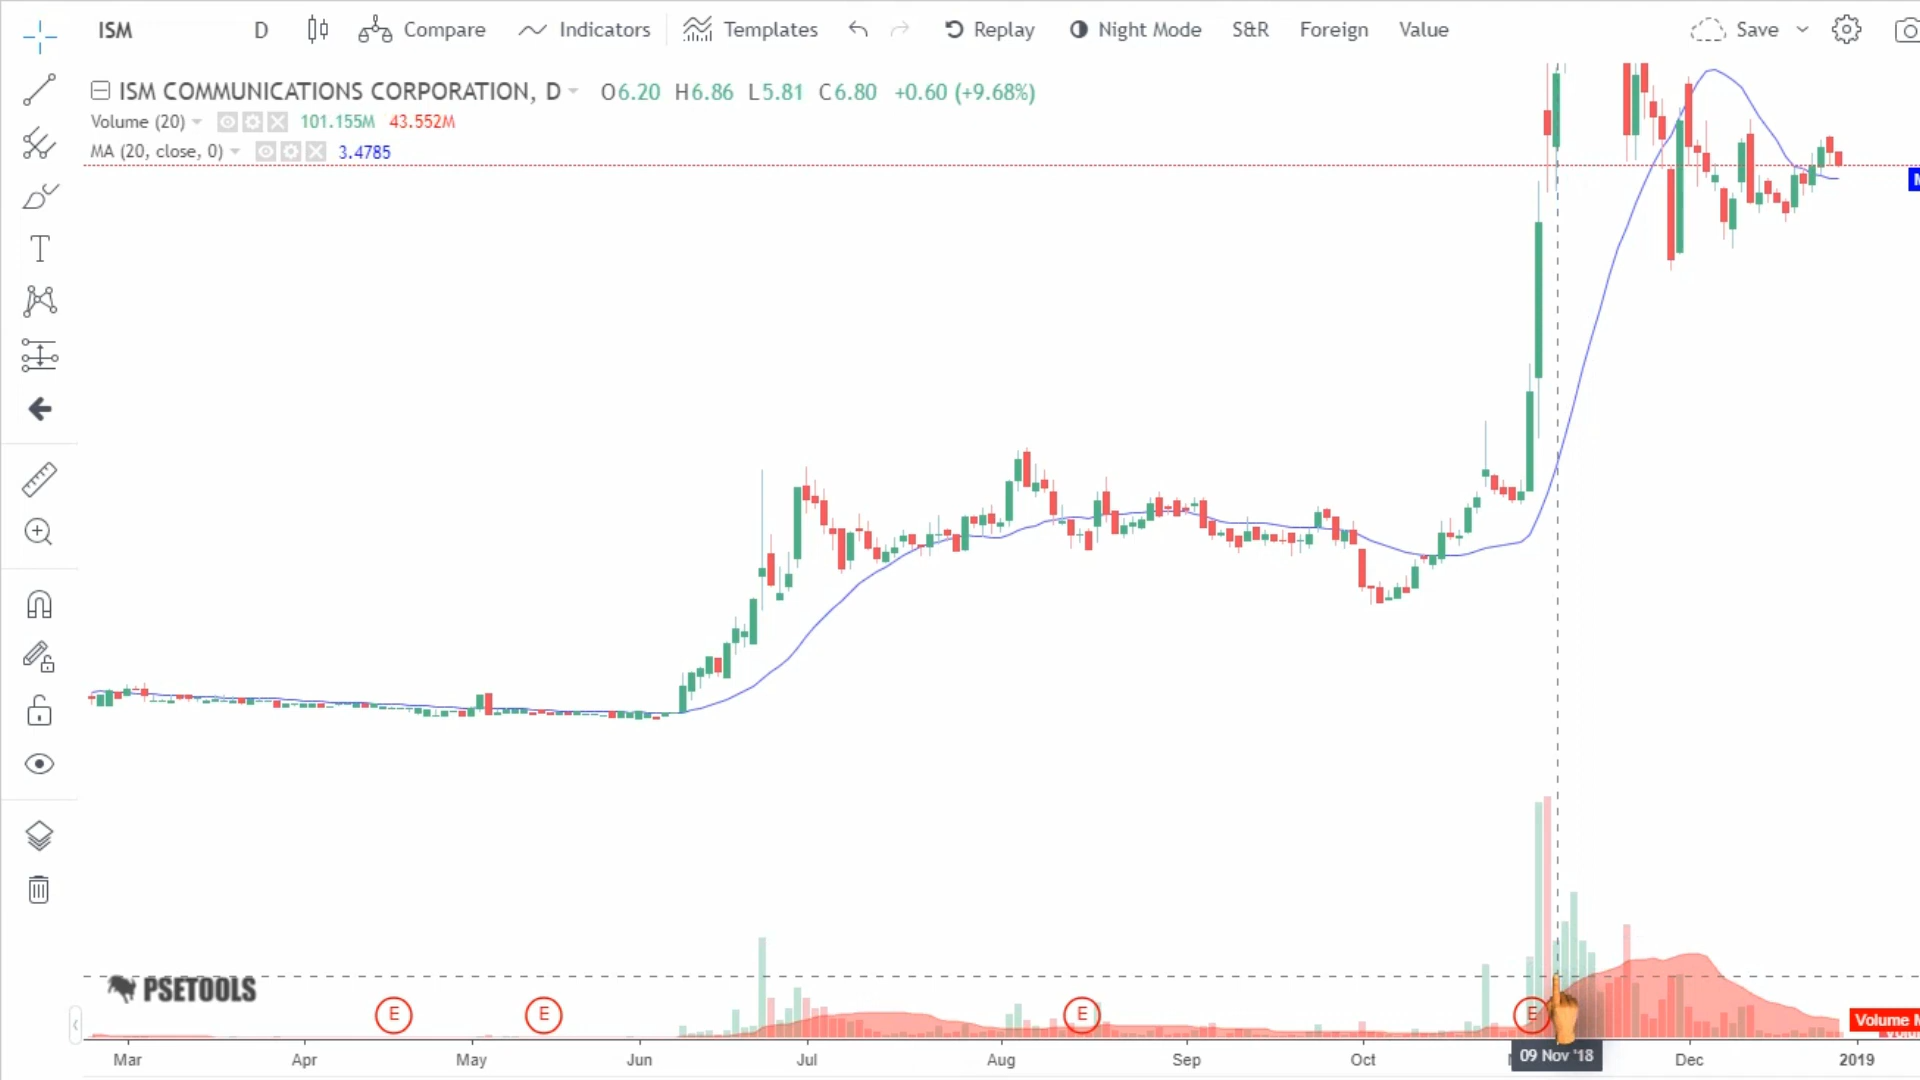 ISM D Compare Indicators Templates Replay Night Mode S&R Foreign Value Save
ISM COMMUNICATIONS CORPORATION, D O6.20 H6.86 L5.81 C6.80 +0.60 (+9.68%)
Volume (20) 101.155M 43.552M
MA (20, close, 0) 3.4785
PSETOOLS
E E E E
Volume M
Mar Apr May Jun Jul Aug Sep Oct 09 Nov '18 Dec 2019